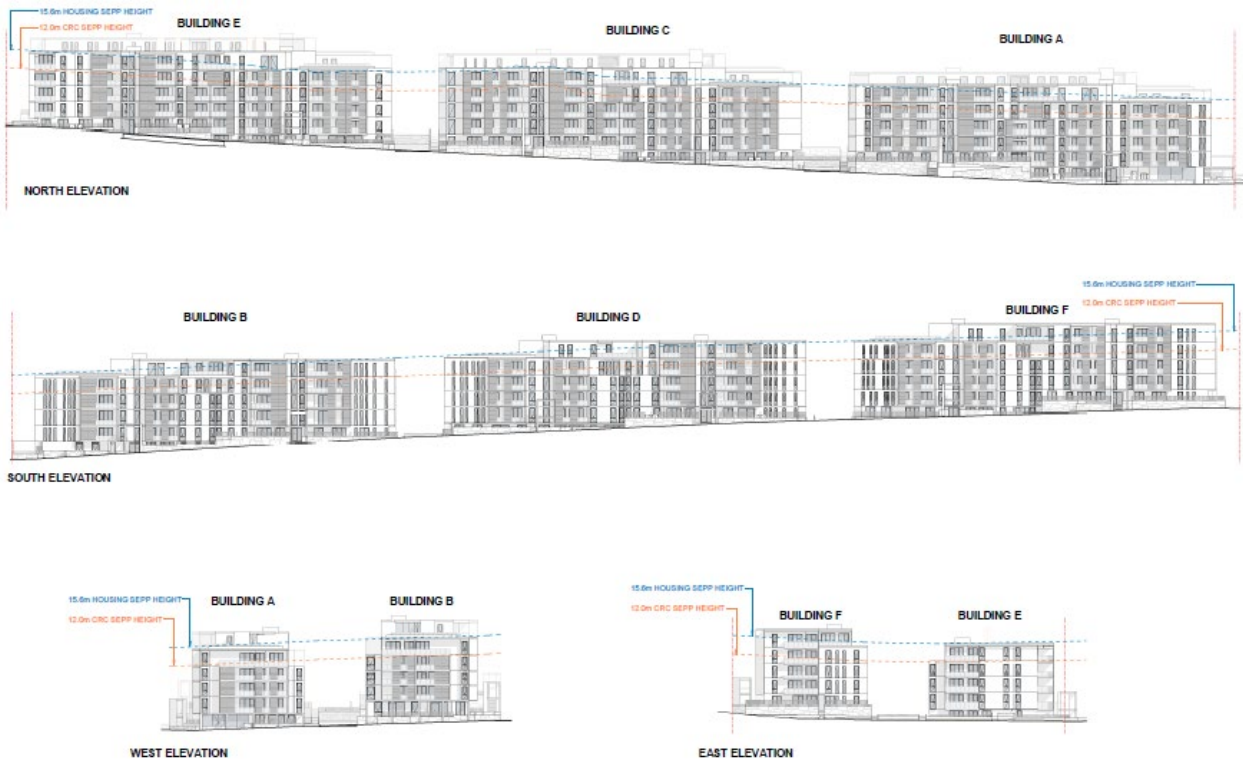 15.6m HOUSING SEPP HEIGHT
12.0m CRC SEPP HEIGHT
BUILDING E
BUILDING C
BUILDING A
NORTH ELEVATION
15.6m HOUSING SEPP HEIGHT
12.0m CRC SEPP HEIGHT
BUILDING B
BUILDING D
BUILDING F
SOUTH ELEVATION
15.6m HOUSING SEPP HEIGHT
12.0m CRC SEPP HEIGHT
BUILDING A
BUILDING B
WEST ELEVATION
15.6m HOUSING SEPP HEIGHT
12.0m CRC SEPP HEIGHT
BUILDING F
BUILDING E
EAST ELEVATION